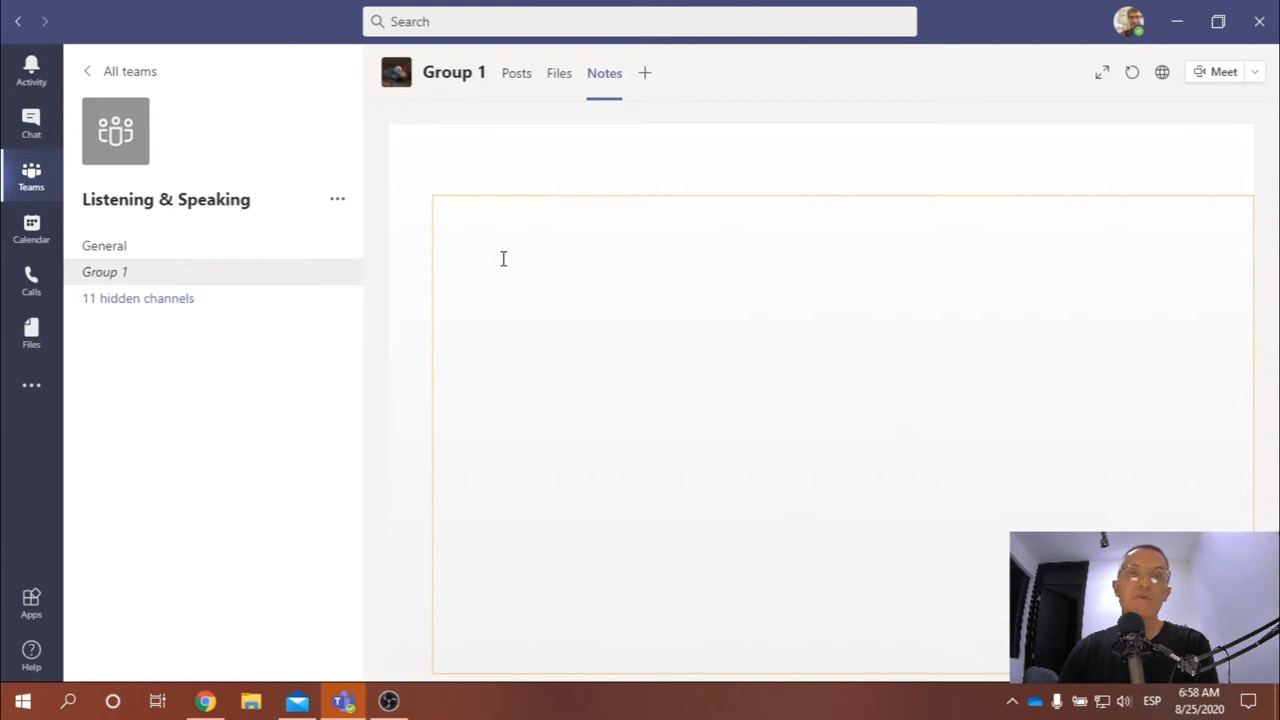 Search
Activity
Chat
Teams
Calendar
Calls
Files
Apps
Help
All teams
Listening & Speaking
General
Group 1
11 hidden channels
Group 1 Posts Files Notes
Meet
ESP
6:58 AM
8/25/2020